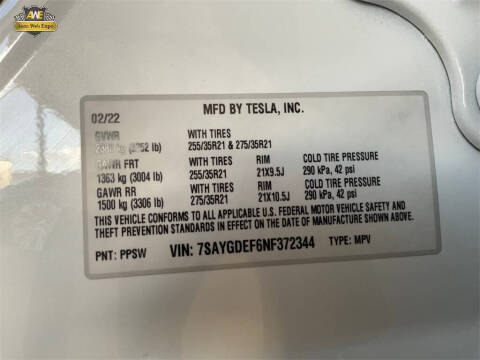 AWE
Auto Web Expo
02/22 MFD BY TESLA, INC.
GVWR WITH TIRES
255/35R21 & 275/35R21
GAWR FRT WITH TIRES RIM COLD TIRE PRESSURE
1363 kg (3004 lb) 255/35R21 21X9.5J 290 kPa, 42 psi
GAWR RR WITH TIRES RIM COLD TIRE PRESSURE
1500 kg (3306 lb) 275/35R21 21X10.5J 290 kPa, 42 psi
THIS VEHICLE CONFORMS TO ALL APPLICABLE U.S. FEDERAL MOTOR VEHICLE SAFETY AND
THEFT PREVENTION STANDARDS IN EFFECT ON THE DATE OF MANUFACTURE SHOWN ABOVE.
PNT: PPSW VIN: 7SAYGDEF6NF372344 TYPE: MPV